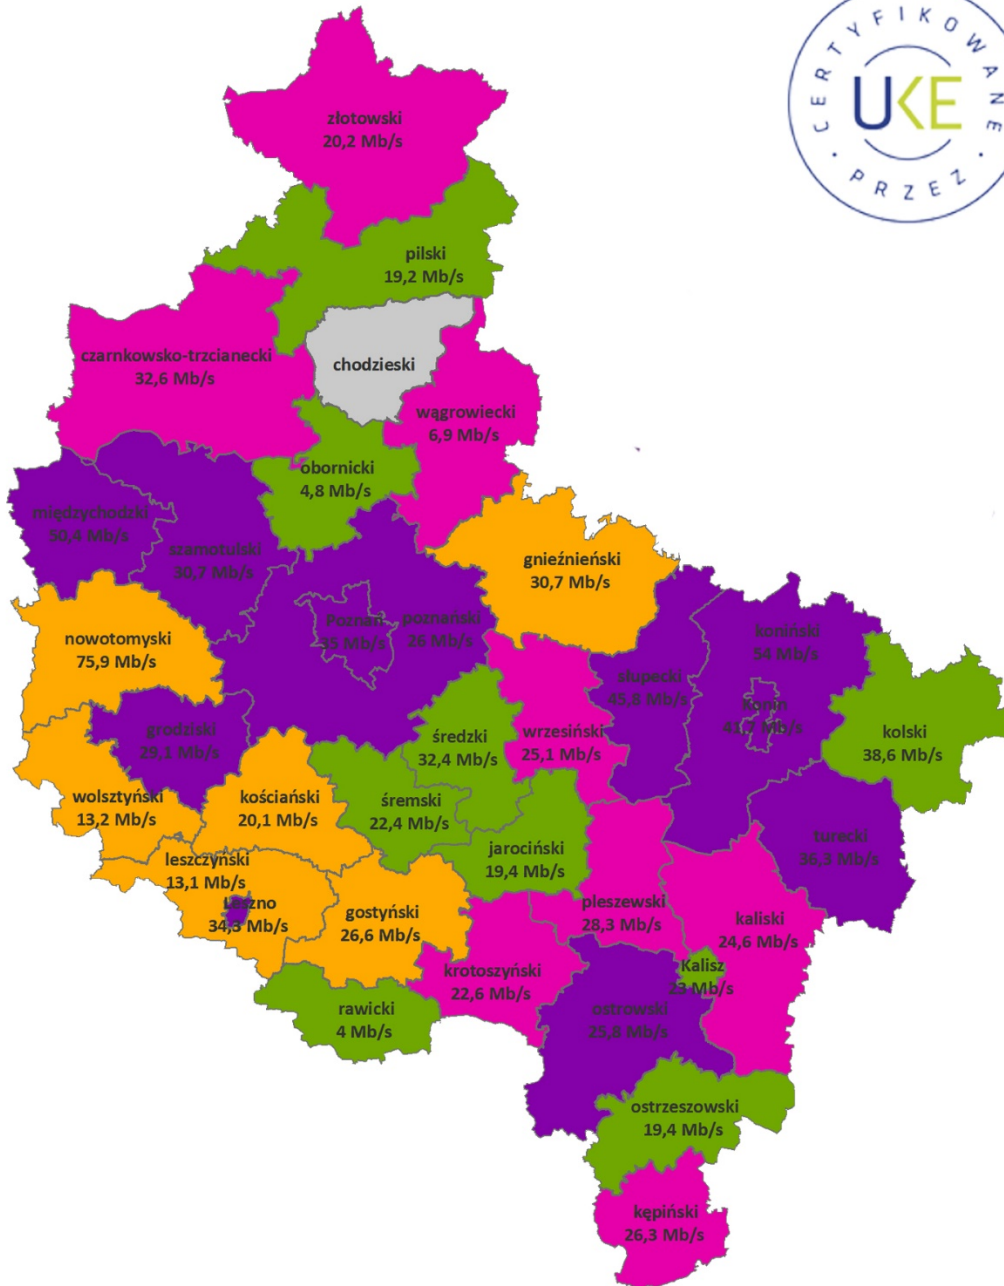 CERTYFIKOWANE
UKE
PRZEZ
złotowski
20,2 Mb/s
pilski
19,2 Mb/s
czarnkowsko-trzcianecki
32,6 Mb/s
chodzieski
wągrowiecki
6,9 Mb/s
obornicki
4,8 Mb/s
międzychodzki
50,4 Mb/s
szamotulski
30,7 Mb/s
gnieźnieński
30,7 Mb/s
nowotomyski
75,9 Mb/s
Poznań
35 Mb/s
poznański
26 Mb/s
koniński
54 Mb/s
słupecki
45,8 Mb/s
Konin
41,2 Mb/s
grodziski
29,1 Mb/s
średzki
32,4 Mb/s
wrzesiński
25,1 Mb/s
kolski
38,6 Mb/s
wolsztyński
13,2 Mb/s
kościański
20,1 Mb/s
śremski
22,4 Mb/s
turecki
36,3 Mb/s
leszczyński
13,1 Mb/s
jarociński
19,4 Mb/s
Leszno
34,3 Mb/s
gostyński
26,6 Mb/s
pleszewski
28,3 Mb/s
kaliski
24,6 Mb/s
krotoszyński
22,6 Mb/s
Kalisz
23 Mb/s
rawicki
4 Mb/s
ostrowski
25,8 Mb/s
ostrzeszowski
19,4 Mb/s
kępiński
26,3 Mb/s